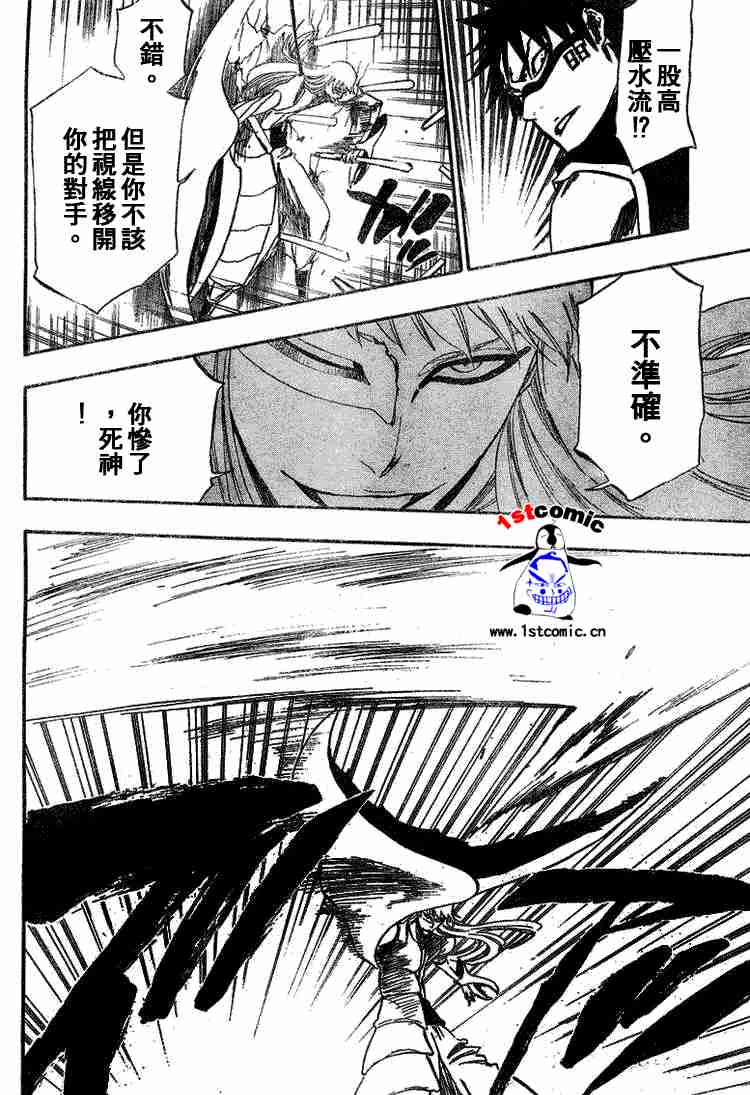 一股高
壓水流!?
不錯。
但是你不該
把視線移開
你的對手。
不準確。
你慘了
，死神
！
1stcomic
www.1stcomic.cn